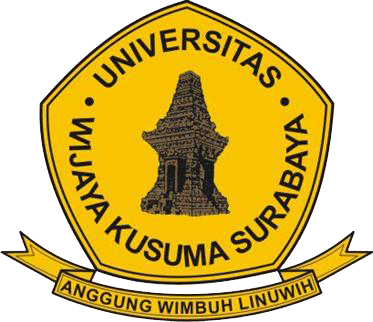 UNIVERSITAS
WIJAYA KUSUMA SURABAYA
ANGGUNG WIMBUH LINUWIH